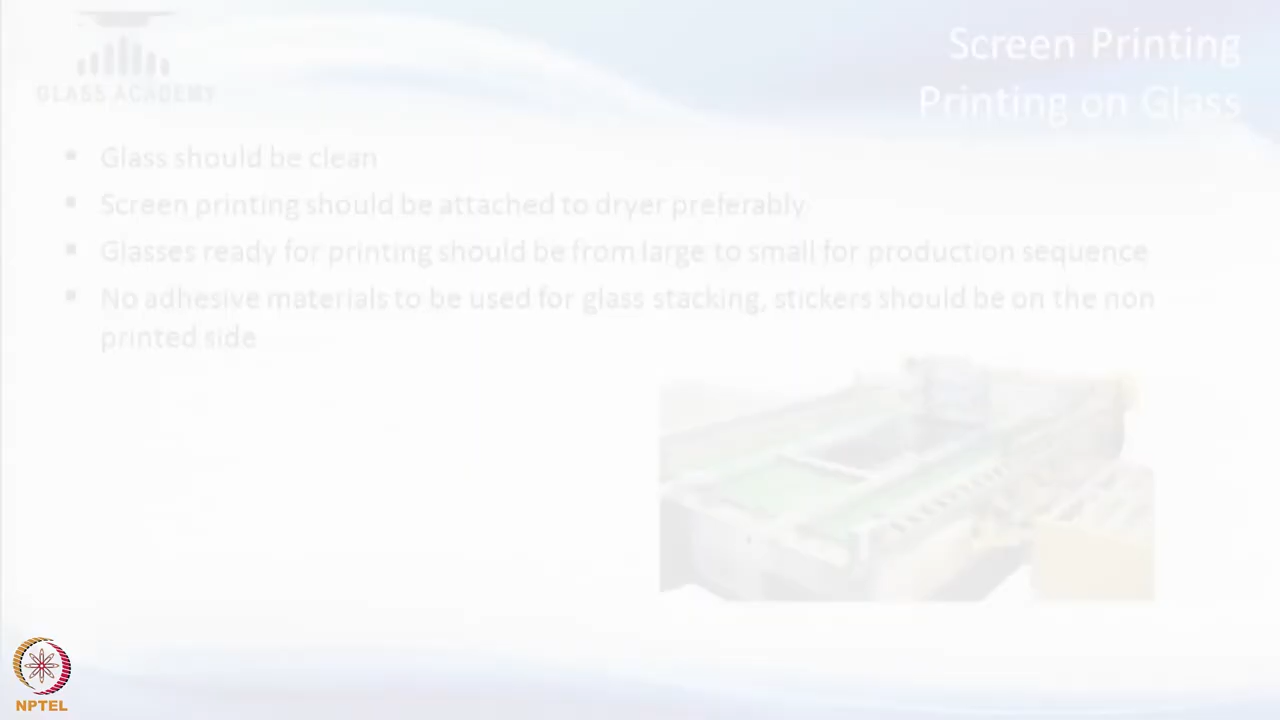 GLASS ACADEMY
Screen Printing
Printing on Glass
▪ Glass should be clean
▪ Screen printing should be attached to dryer preferably
▪ Glasses ready for printing should be from large to small for production sequence
▪ No adhesive materials to be used for glass stacking, stickers should be on the non
printed side
NPTEL